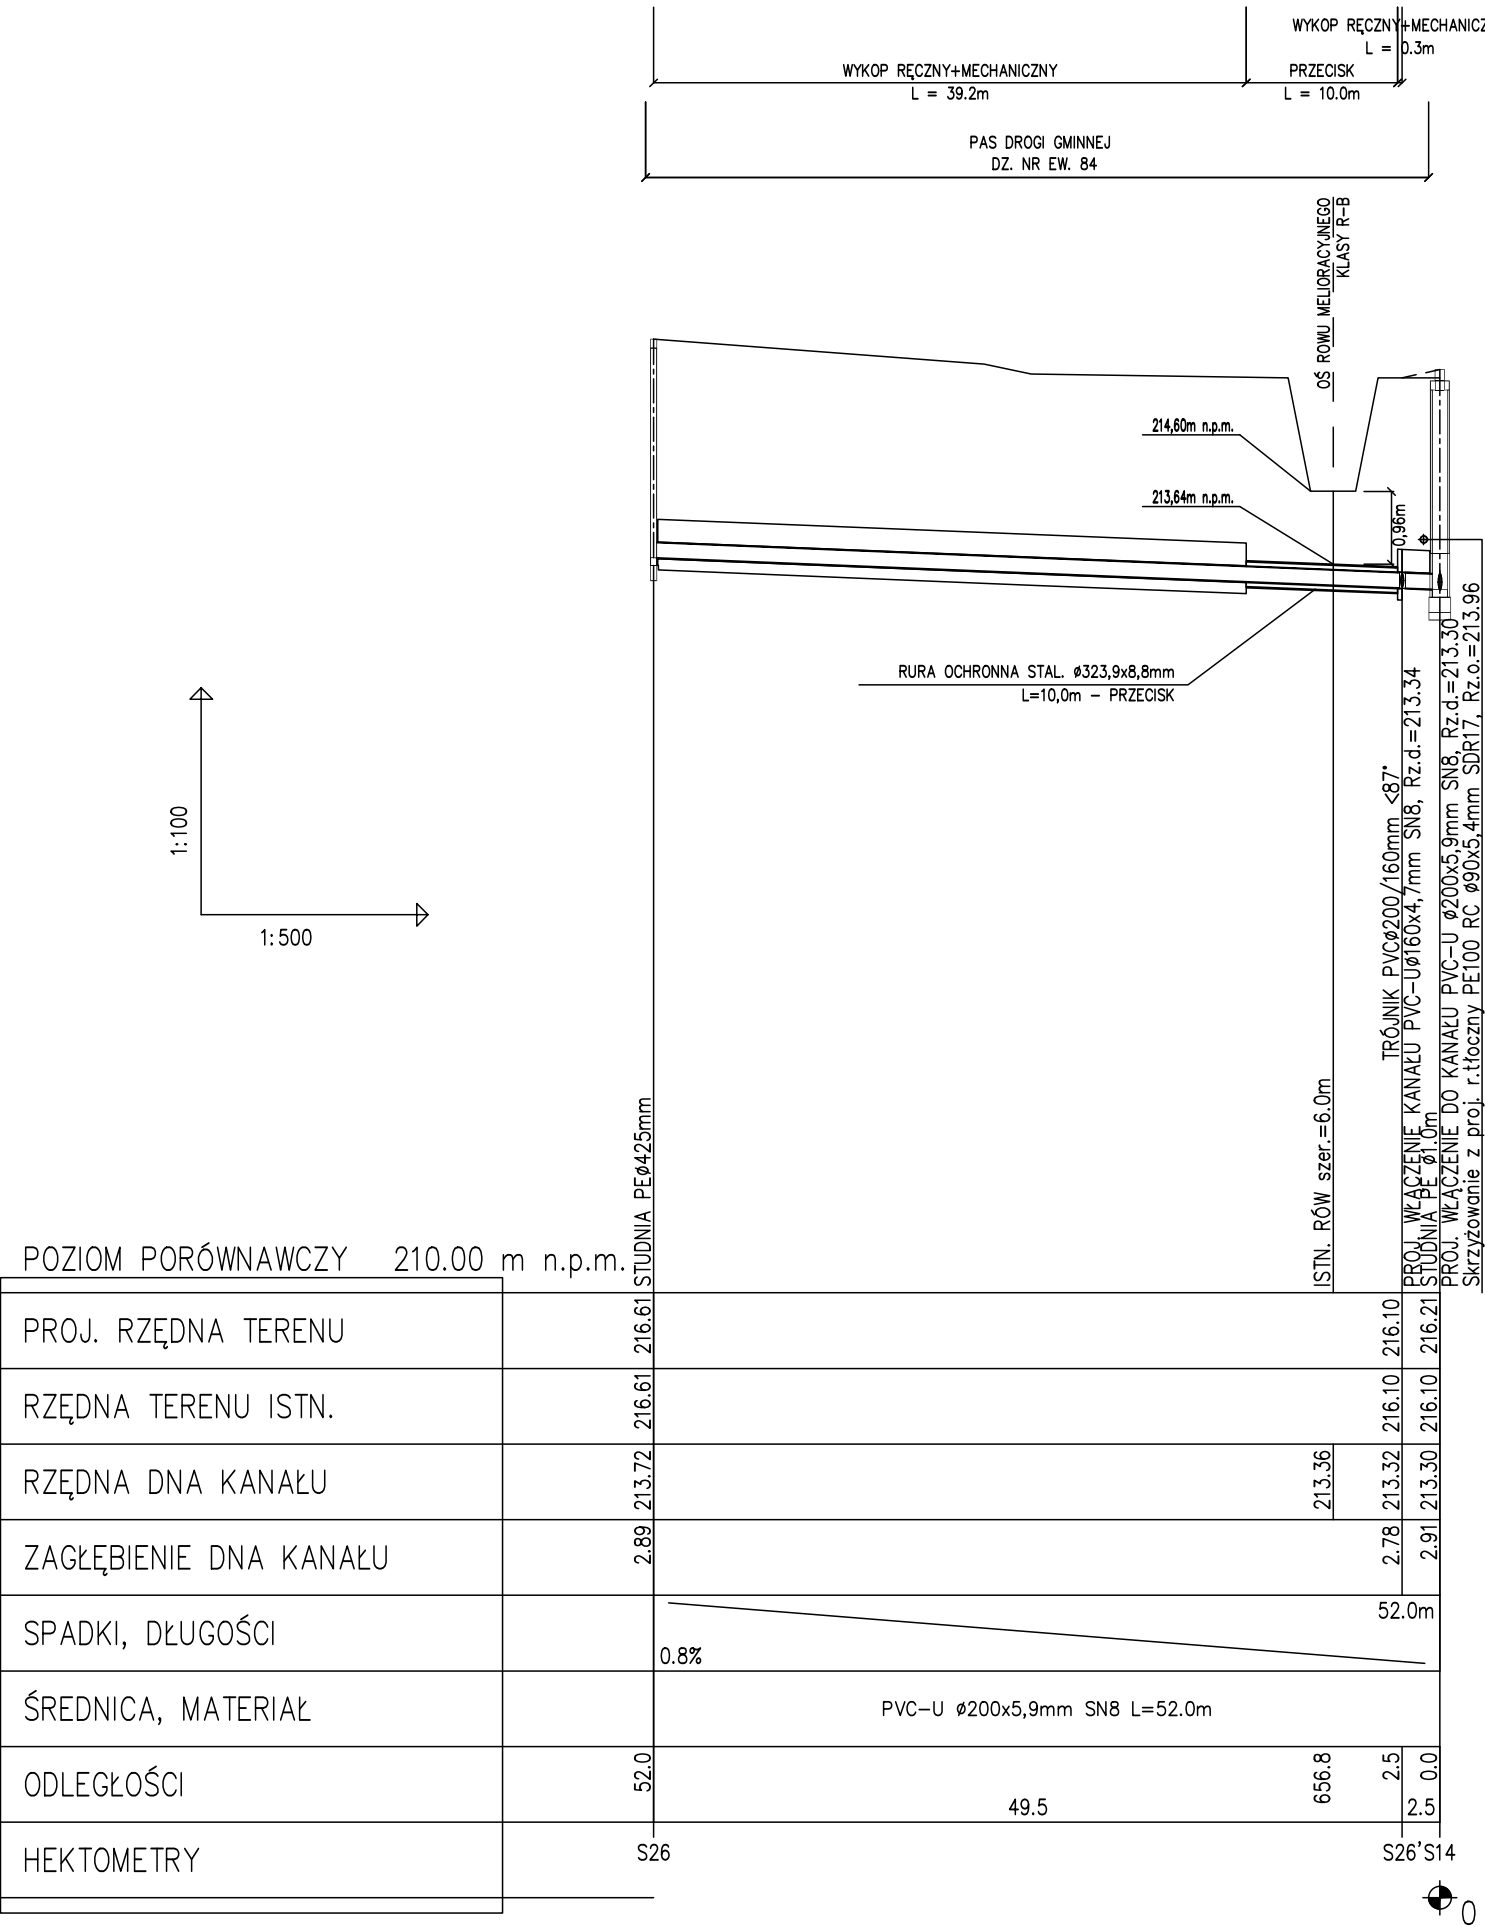 WYKOP RĘCZNY+MECHANICZ
L = 0.3m
WYKOP RĘCZNY+MECHANICZNY
L = 39.2m
PRZECISK
L = 10.0m
PAS DROGI GMINNEJ
DZ. NR EW. 84
OŚ ROWU MELIORACYJNEGO
KLASY R-B
214,60m n.p.m.
213,64m n.p.m.
0,96m
RURA OCHRONNA STAL. ø323,9x8,8mm
L=10,0m - PRZECISK
1:100
1:500
STUDNIA PEø425mm
ISTN. RÓW szer.=6.0m
TRÓJNIK PVCø200/160mm <87°
PROJ. WŁĄCZENIE KANAŁU PVC-Uø160x4,7mm SN8, Rz.d.=213.34
STUDNIA PE ø1.0m
PROJ. WŁĄCZENIE DO KANAŁU PVC-U ø200x5,9mm SN8, Rz.d.=213.30
Skrzyżowanie z proj. r.tłoczny PE100 RC ø90x5,4mm SDR17, Rz.o.=213.96
POZIOM PORÓWNAWCZY 210.00 m n.p.m.
PROJ. RZĘDNA TERENU 216.61 216.10 216.21
RZĘDNA TERENU ISTN. 216.61 216.10 216.10
RZĘDNA DNA KANAŁU 213.72 213.36 213.32 213.30
ZAGŁĘBIENIE DNA KANAŁU 2.89 2.78 2.91
SPADKI, DŁUGOŚCI 0.8% 52.0m
ŚREDNICA, MATERIAŁ PVC-U ø200x5,9mm SN8 L=52.0m
ODLEGŁOŚCI 52.0 49.5 656.8 2.5 2.5 0.0
HEKTOMETRY S26 S26' S14
0